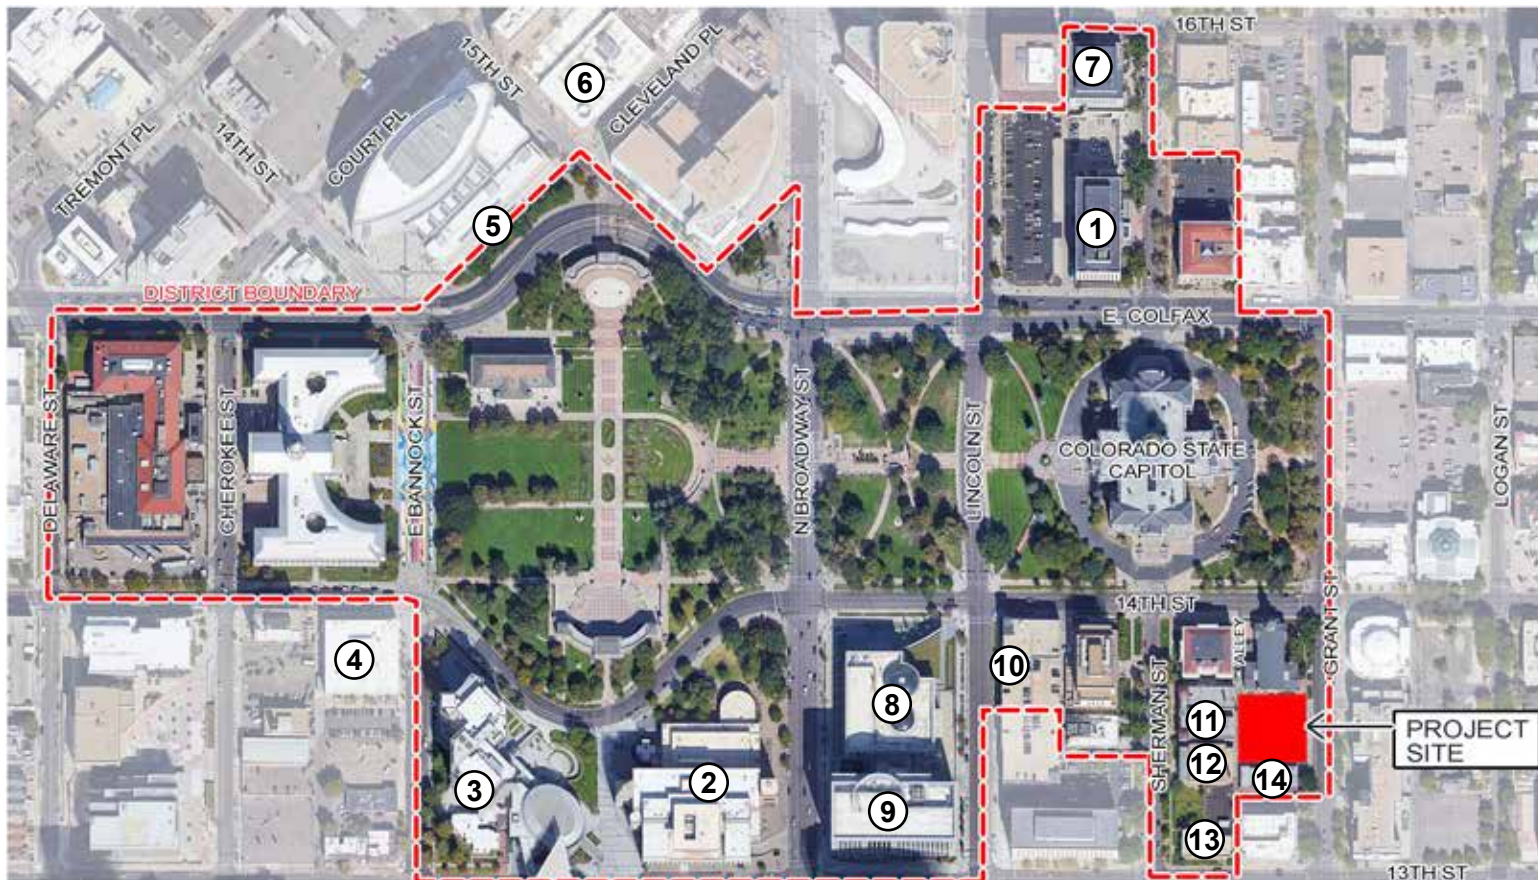 16TH ST
15TH ST
6
CLEVELAND PL
7
TREMONT PL
14TH ST
COURT PL
5
1
DISTRICT BOUNDARY
E. COLFAX
DELAWARE ST
CHEROKEE ST
E BANNOCK ST
N BROADWAY ST
LINCOLN ST
COLORADO STATE
CAPITOL
LOGAN ST
14TH ST
ALLEY
GRANT ST
4
10
8
SHERMAN ST
11
PROJECT
SITE
12
3
2
14
9
13
13TH ST